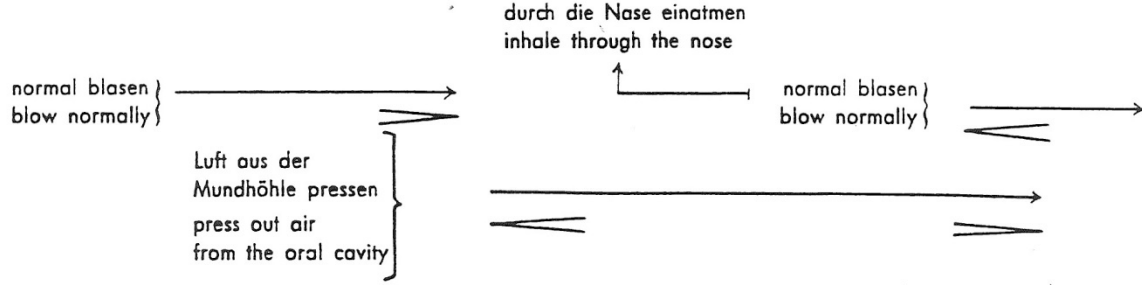 durch die Nase einatmen
inhale through the nose
normal blasen
blow normally
normal blasen
blow normally
Luft aus der
Mundhöhle pressen
press out air
from the oral cavity